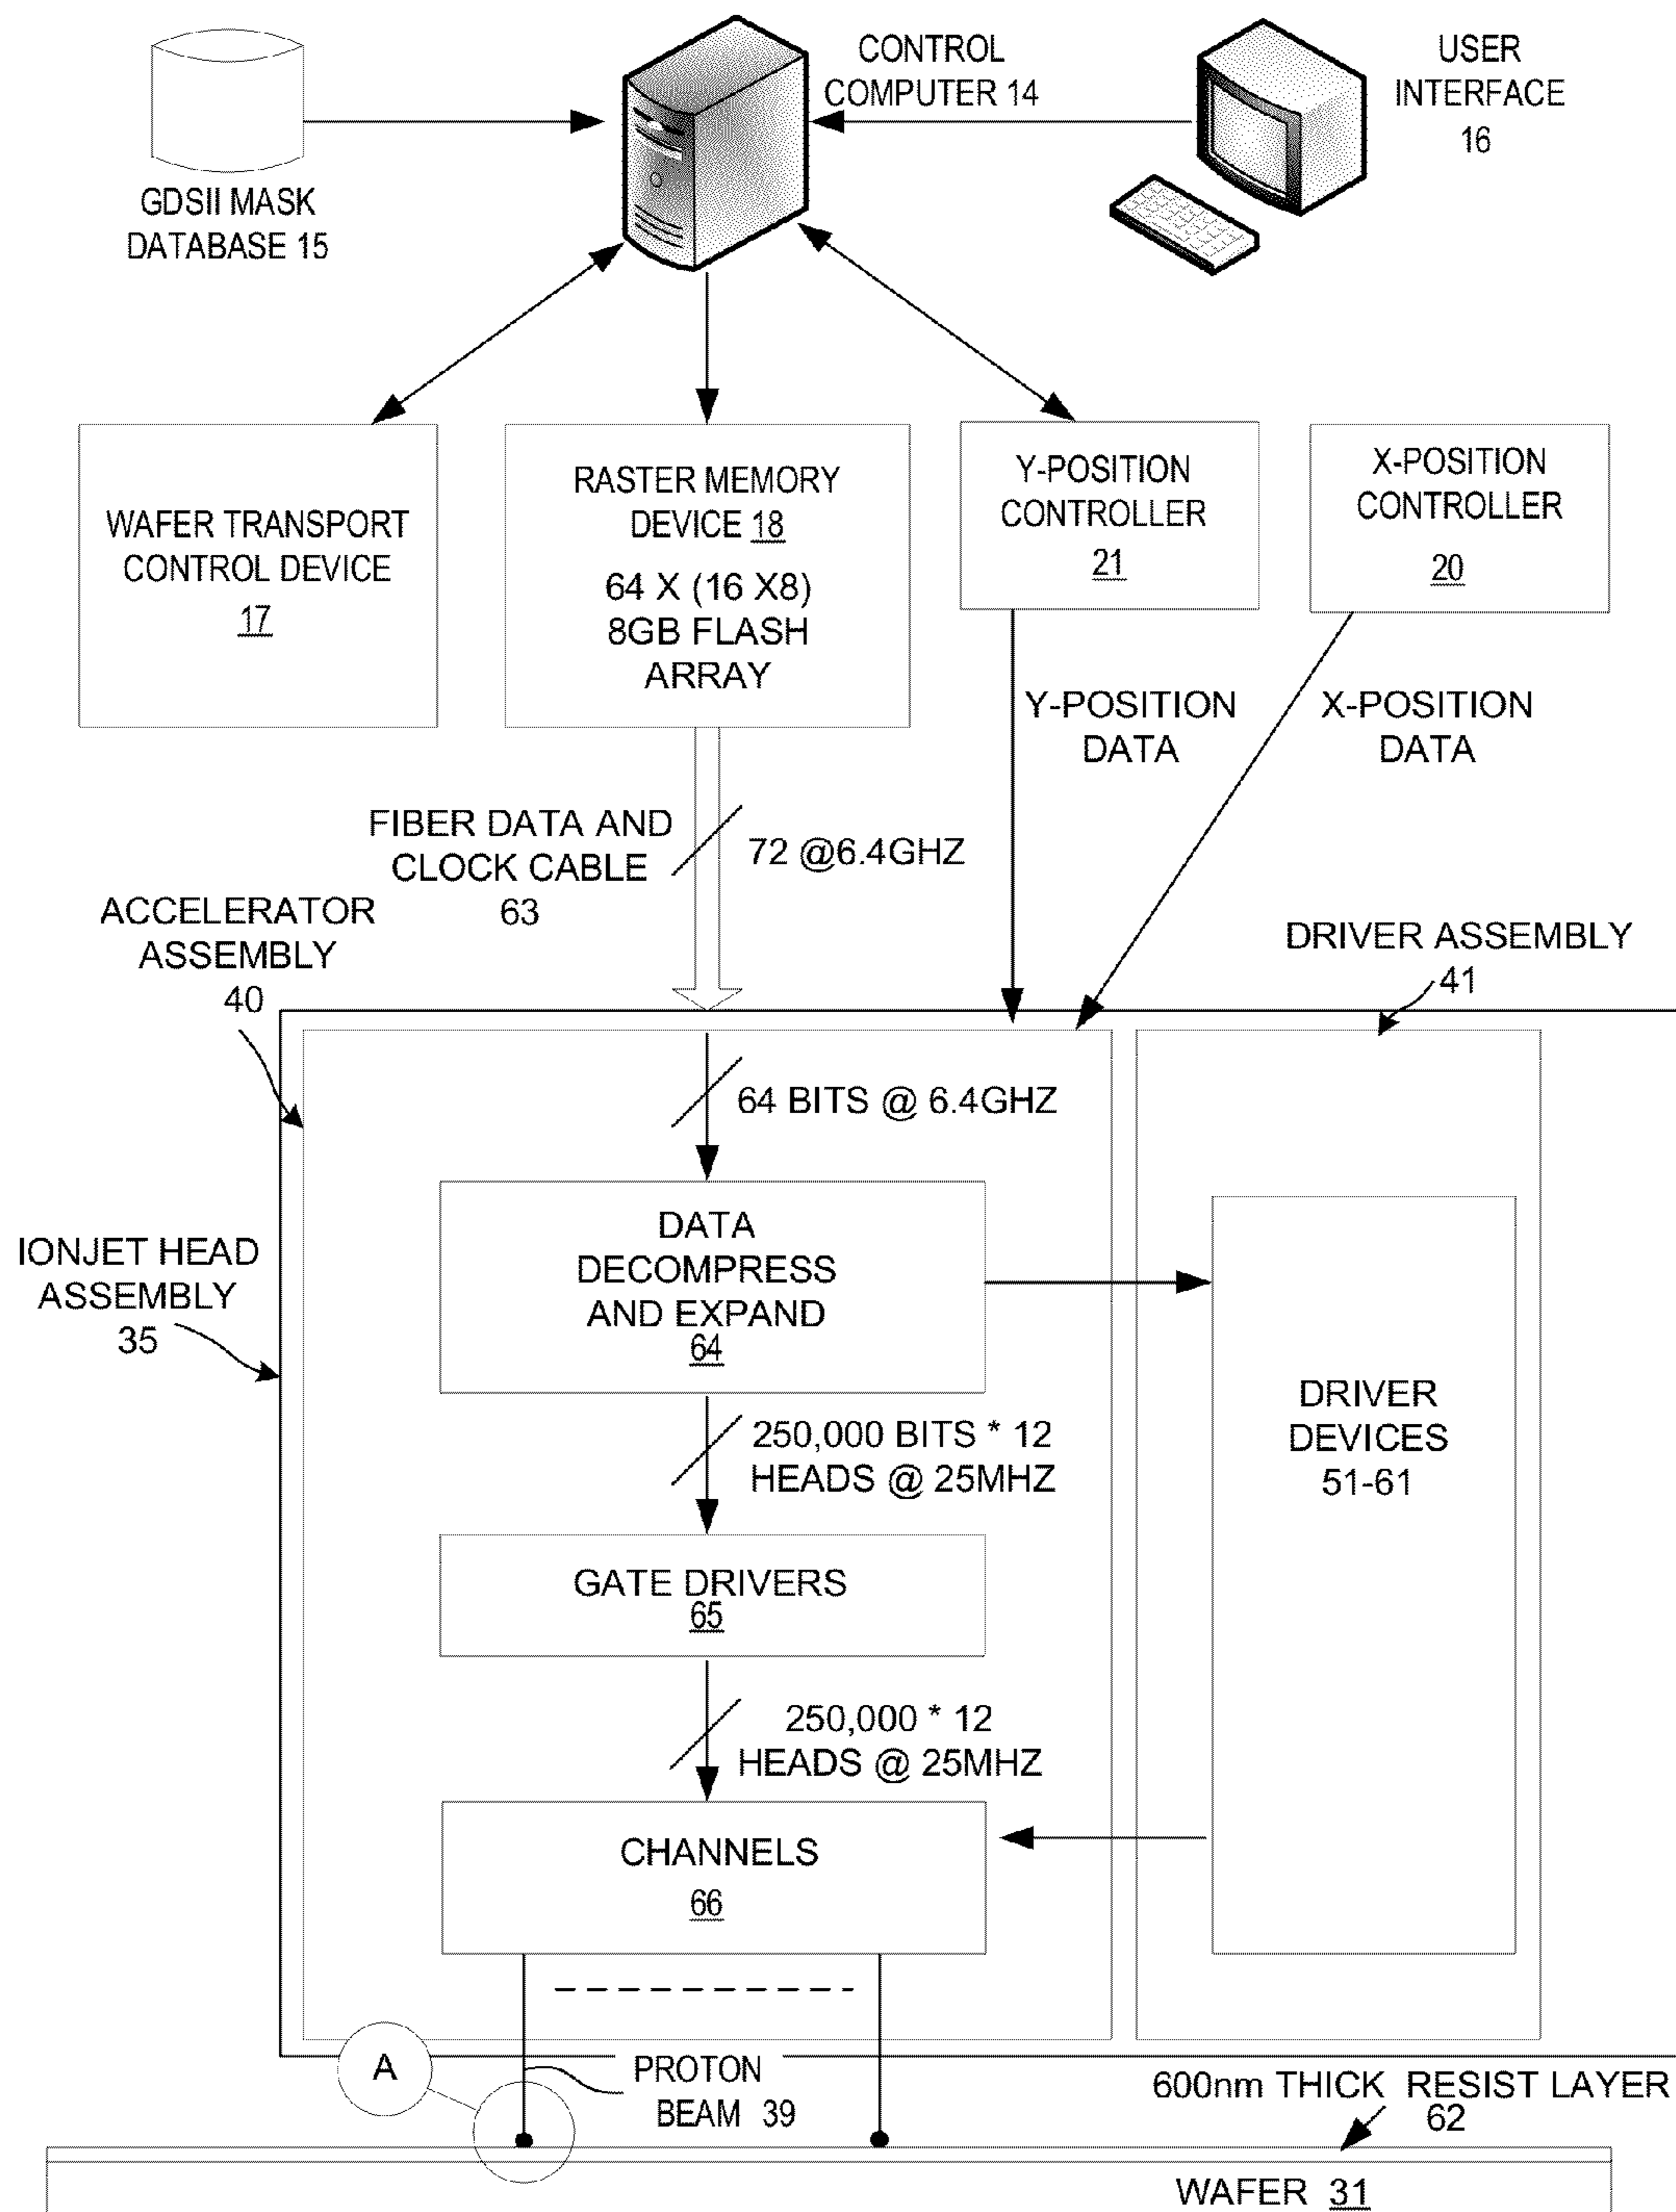 CONTROL
COMPUTER 14
USER
INTERFACE
16
GDSII MASK
DATABASE 15
WAFER TRANSPORT
CONTROL DEVICE
17
RASTER MEMORY
DEVICE 18
64 X (16 X8)
8GB FLASH
ARRAY
Y-POSITION
CONTROLLER
21
X-POSITION
CONTROLLER
20
Y-POSITION
DATA
X-POSITION
DATA
FIBER DATA AND
CLOCK CABLE
63
72 @6.4GHZ
ACCELERATOR
ASSEMBLY
40
DRIVER ASSEMBLY
41
64 BITS @ 6.4GHZ
DATA
DECOMPRESS
AND EXPAND
64
IONJET HEAD
ASSEMBLY
35
250,000 BITS * 12
HEADS @ 25MHZ
DRIVER
DEVICES
51-61
GATE DRIVERS
65
250,000 * 12
HEADS @ 25MHZ
CHANNELS
66
A
PROTON
BEAM 39
600nm THICK RESIST LAYER
62
WAFER 31